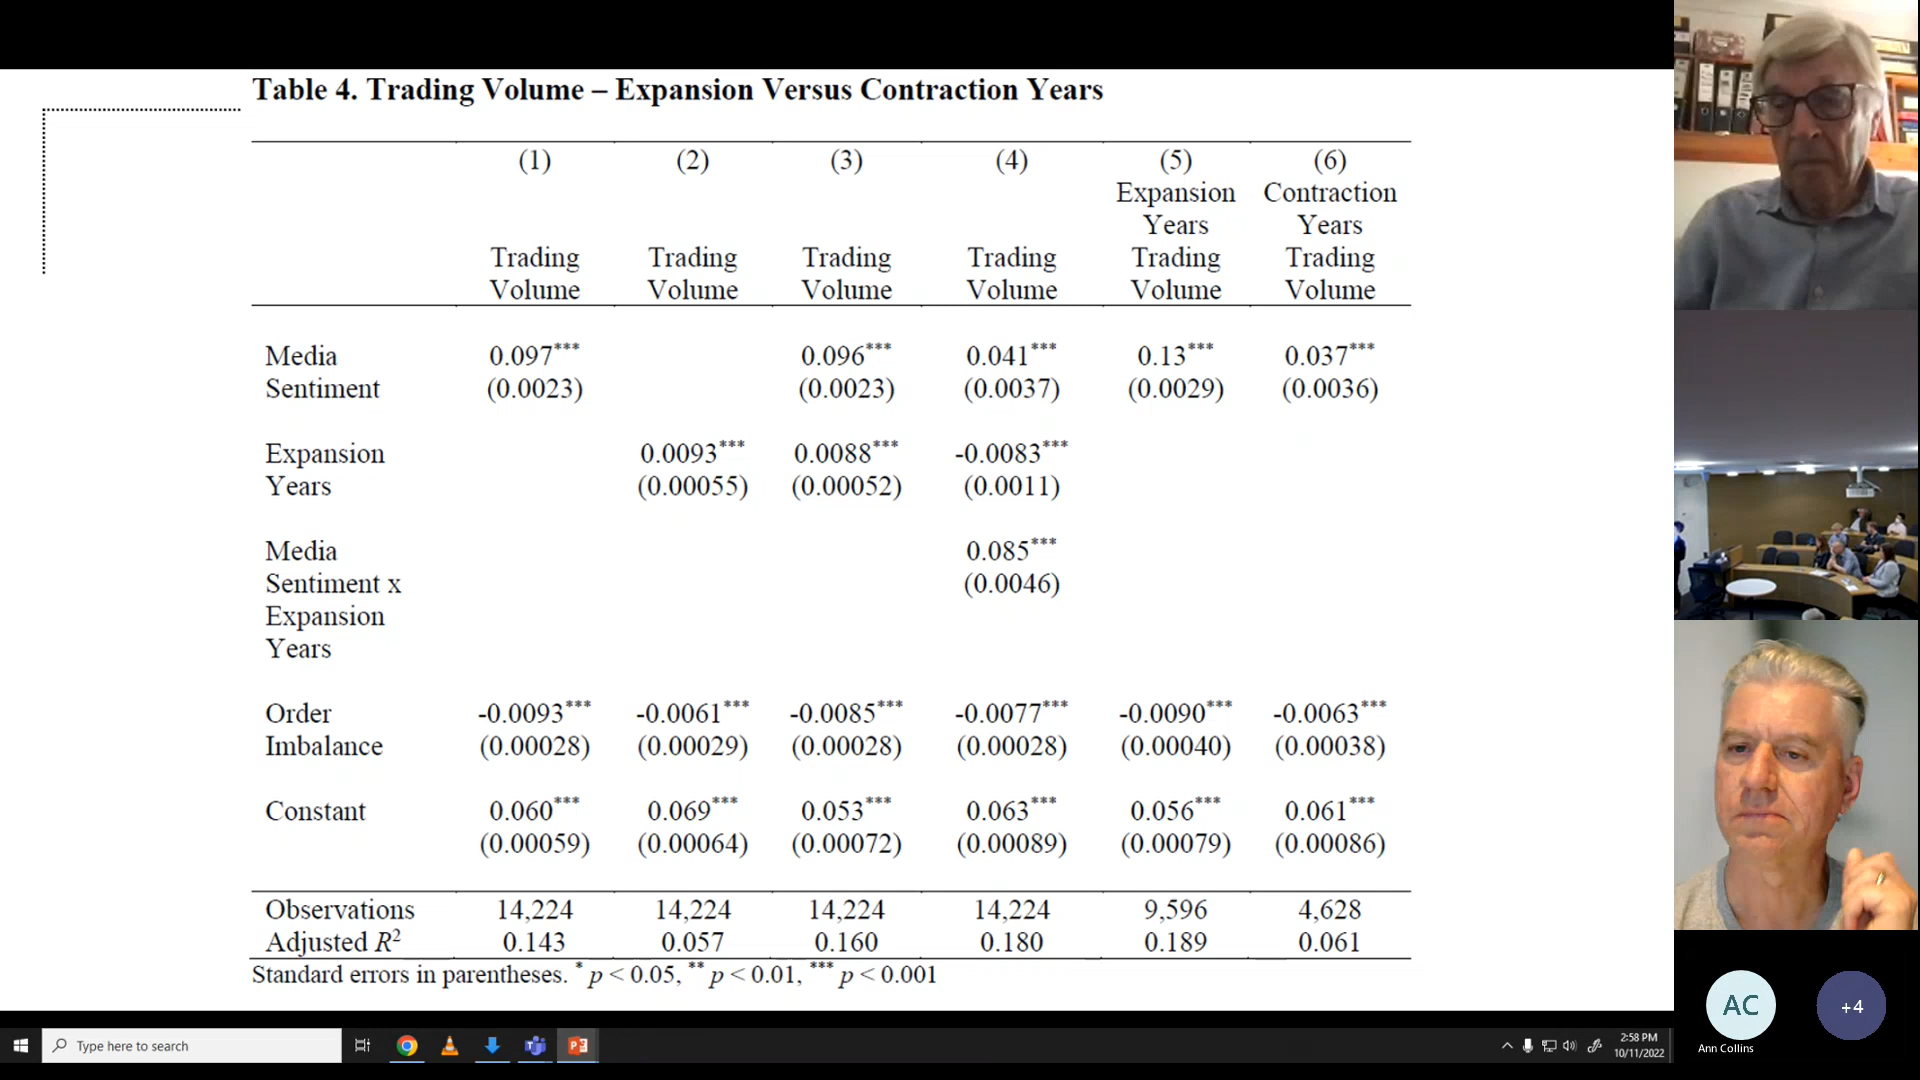 Table 4. Trading Volume – Expansion Versus Contraction Years
(1) (2) (3) (4) (5) (6)
Expansion Contraction
Years Years
Trading Trading Trading Trading Trading Trading
Volume Volume Volume Volume Volume Volume
Media 0.097*** 0.096*** 0.041*** 0.13*** 0.037***
Sentiment (0.0023) (0.0023) (0.0037) (0.0029) (0.0036)
Expansion 0.0093*** 0.0088*** -0.0083***
Years (0.00055) (0.00052) (0.0011)
Media 0.085***
Sentiment x (0.0046)
Expansion
Years
Order -0.0093*** -0.0061*** -0.0085*** -0.0077*** -0.0090*** -0.0063***
Imbalance (0.00028) (0.00029) (0.00028) (0.00028) (0.00040) (0.00038)
Constant 0.060*** 0.069*** 0.053*** 0.063*** 0.056*** 0.061***
(0.00059) (0.00064) (0.00072) (0.00089) (0.00079) (0.00086)
Observations 14,224 14,224 14,224 14,224 9,596 4,628
Adjusted R² 0.143 0.057 0.160 0.180 0.189 0.061
Standard errors in parentheses. * p < 0.05, ** p < 0.01, *** p < 0.001
AC
+4
Ann Collins
Type here to search
2:58 PM
10/11/2022